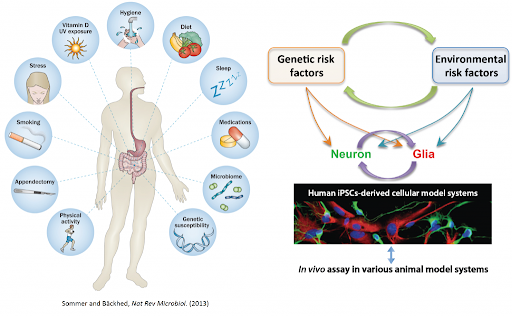 Hygiene
Vitamin D
UV exposure
Diet
Stress
Sleep
Smoking
Medications
Appendectomy
Microbiome
Physical
activity
Genetic
susceptibility
Sommer and Bäckhed, Nat Rev Microbiol. (2013)
Genetic risk
factors
Environmental
risk factors
Neuron
Glia
Human iPSCs-derived cellular model systems
In vivo assay in various animal model systems